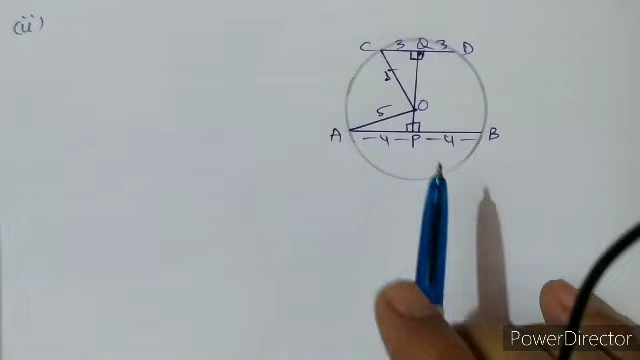 (ii)
C 3 Q 3 D
5
5 O
A B
-4- P -4-
PowerDirector